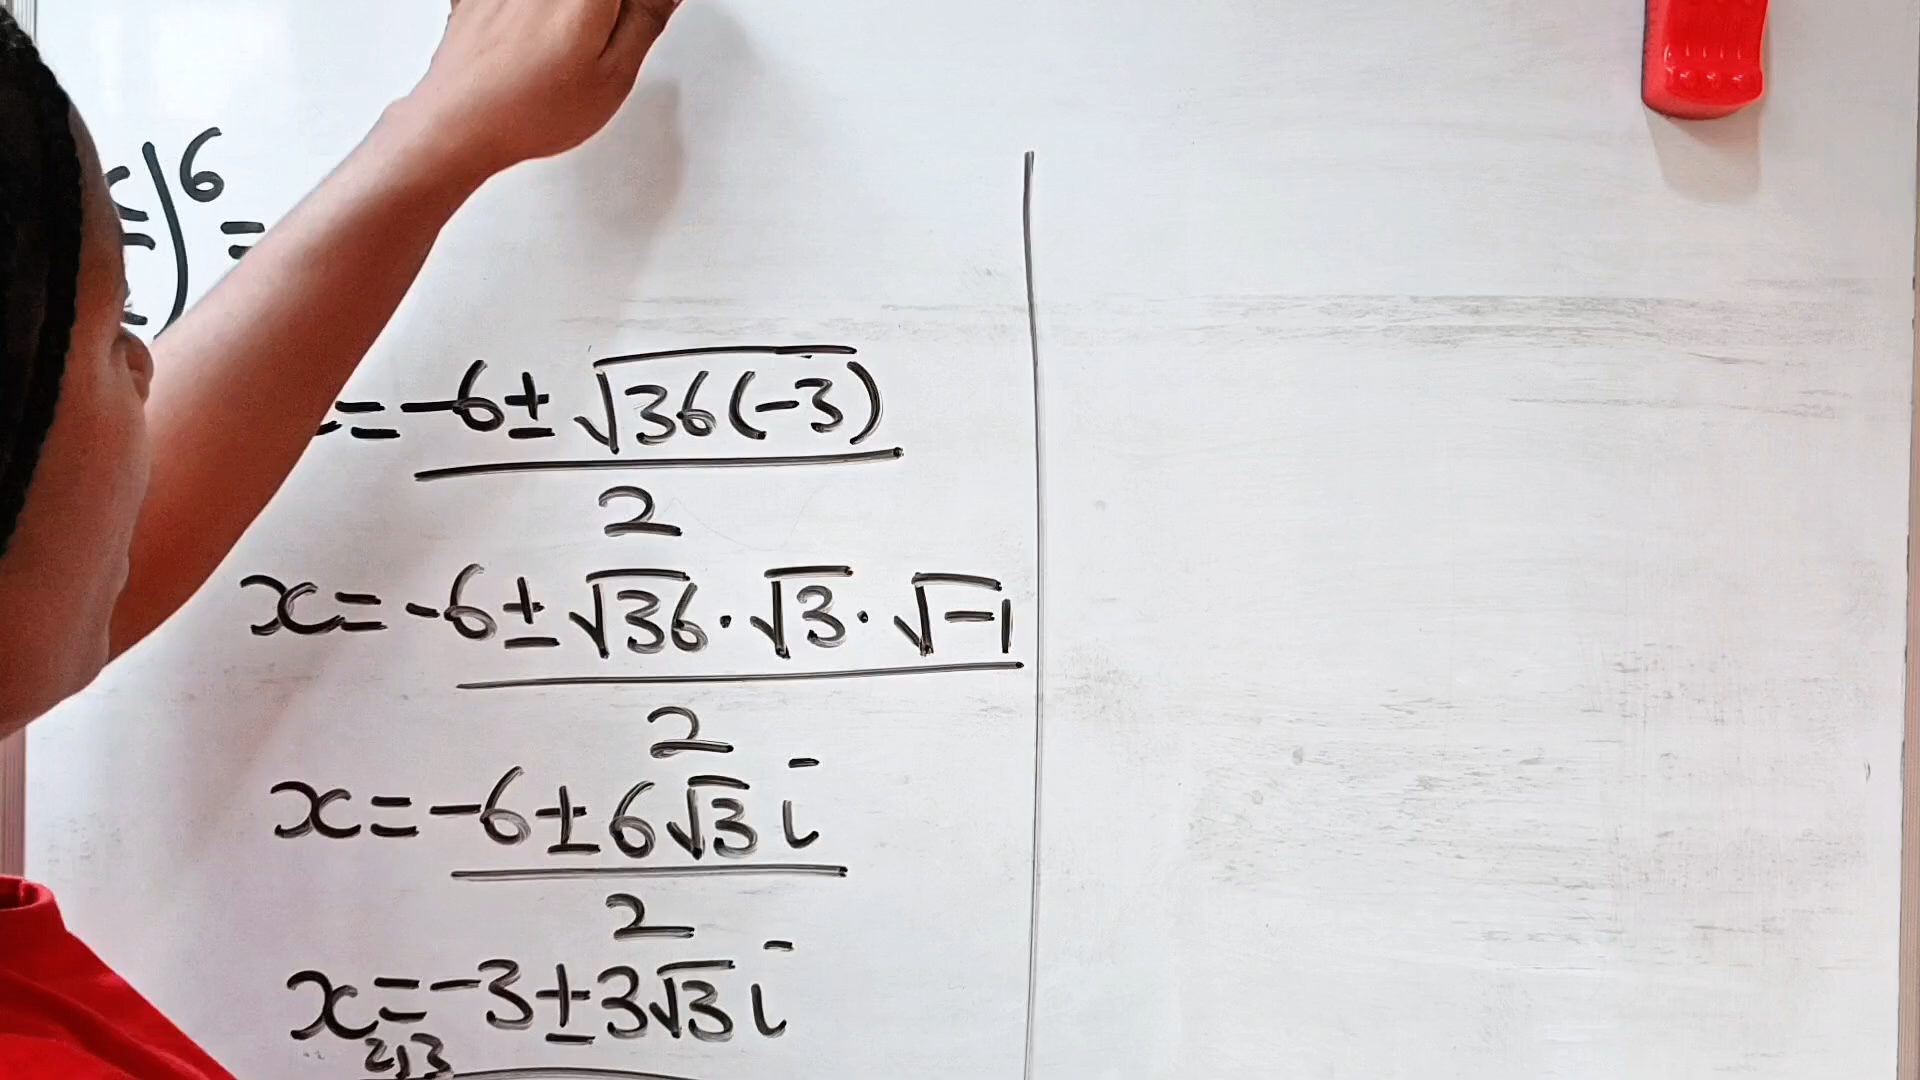 )^6 =
= -6 ± √36(-3)
2
x = -6 ± √36 · √3 · √-1
2
x = -6 ± 6√3 i
2
x = -3 ± 3√3 i
2,3